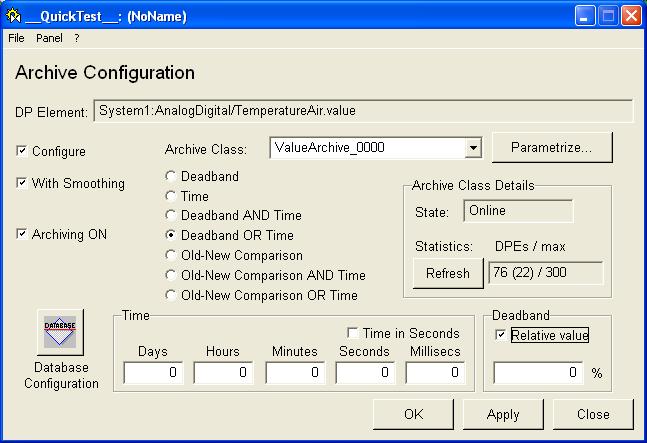 __QuickTest__: (NoName)
File Panel ?
Archive Configuration
DP Element: System1:AnalogDigital/TemperatureAir.value
Configure
Archive Class: ValueArchive_0000 Parametrize...
With Smoothing
Archiving ON
Deadband
Time
Deadband AND Time
Deadband OR Time
Old-New Comparison
Old-New Comparison AND Time
Old-New Comparison OR Time
Archive Class Details
State: Online
Statistics: DPEs / max
Refresh 76 (22) / 300
DATABASE
Database
Configuration
Time
Time in Seconds
Days Hours Minutes Seconds Millisecs
0 0 0 0 0
Deadband
Relative value
0 %
OK Apply Close